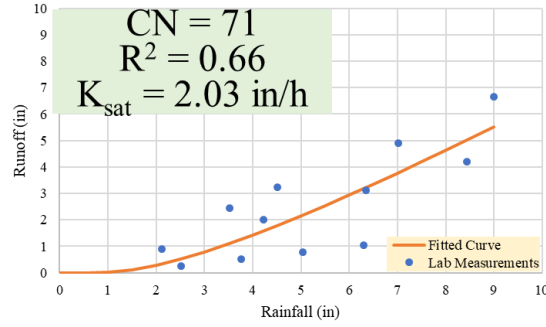 CN = 71
R² = 0.66
Ksat = 2.03 in/h
10
9
8
7
6
5
4
3
2
1
0
Runoff (in)
0 1 2 3 4 5 6 7 8 9 10
Rainfall (in)
Fitted Curve
Lab Measurements